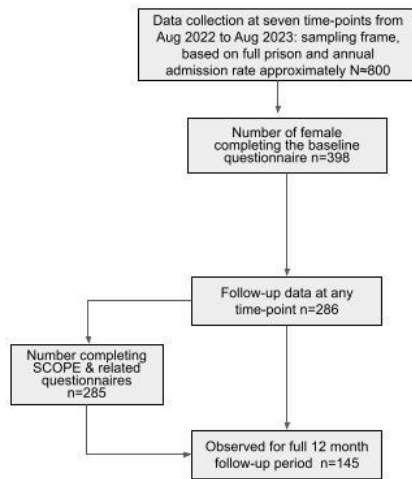 Data collection at seven time-points from
Aug 2022 to Aug 2023: sampling frame,
based on full prison and annual
admission rate approximately N=800
Number of female
completing the baseline
questionnaire n=398
Follow-up data at any
time-point n=286
Number completing
SCOPE & related
questionnaires
n=285
Observed for full 12 month
follow-up period n=145